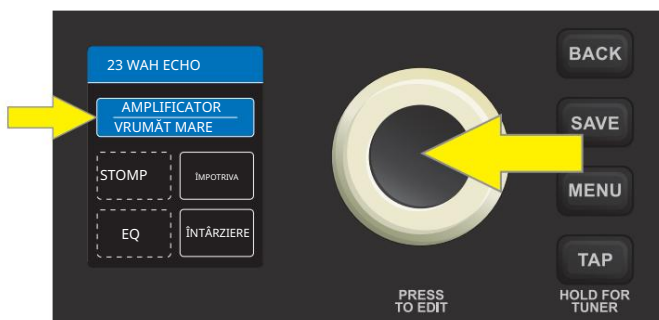 23 WAH ECHO
AMPLIFICATOR
VRUMĂT MARE
STOMP
ÎMPOTRIVA
EQ
ÎNTÂRZIERE
BACK
SAVE
MENU
TAP
PRESS
TO EDIT
HOLD FOR
TUNER